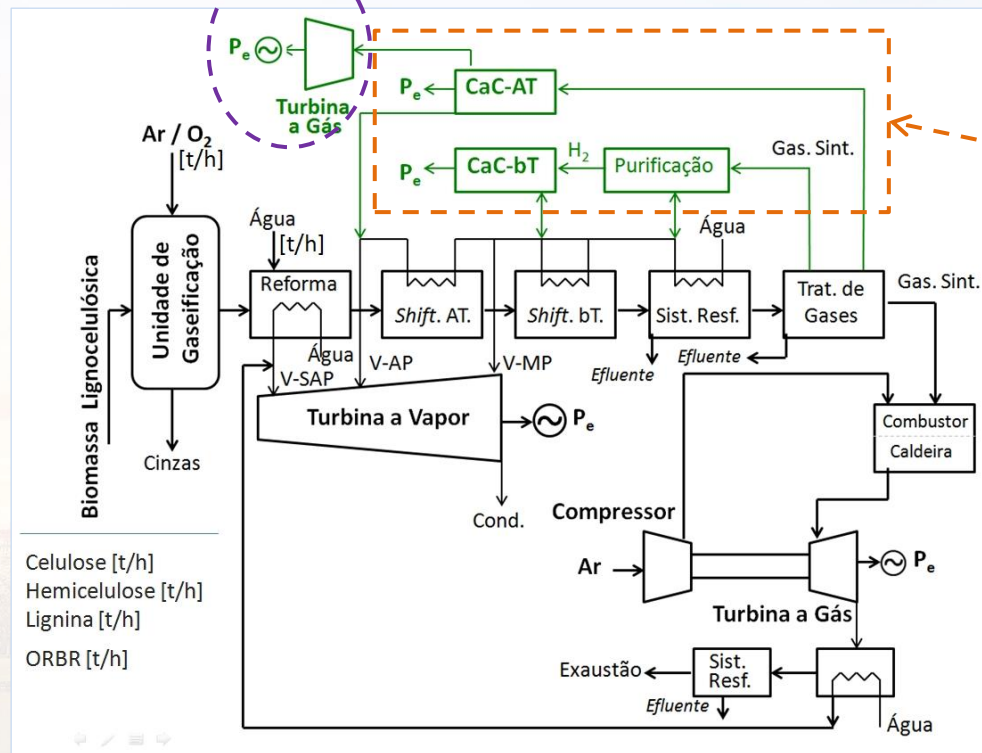 Pe
Turbina
a Gás
CaC-AT
Pe
Ar / O2
[t/h]
Pe
CaC-bT
H2
Purificação
Gas. Sint.
Água
[t/h]
Água
Biomassa Lignocelulósica
Unidade de
Gaseificação
Reforma
Shift. AT.
Shift. bT.
Sist. Resf.
Trat. de
Gases
Gas. Sint.
Água
V-SAP
V-AP
V-MP
Efluente
Efluente
Turbina a Vapor
Pe
Combustor
Caldeira
Cinzas
Cond.
Compressor
Ar
Pe
Turbina a Gás
Celulose [t/h]
Hemicelulose [t/h]
Lignina [t/h]
ORBR [t/h]
Exaustão
Sist.
Resf.
Efluente
Água